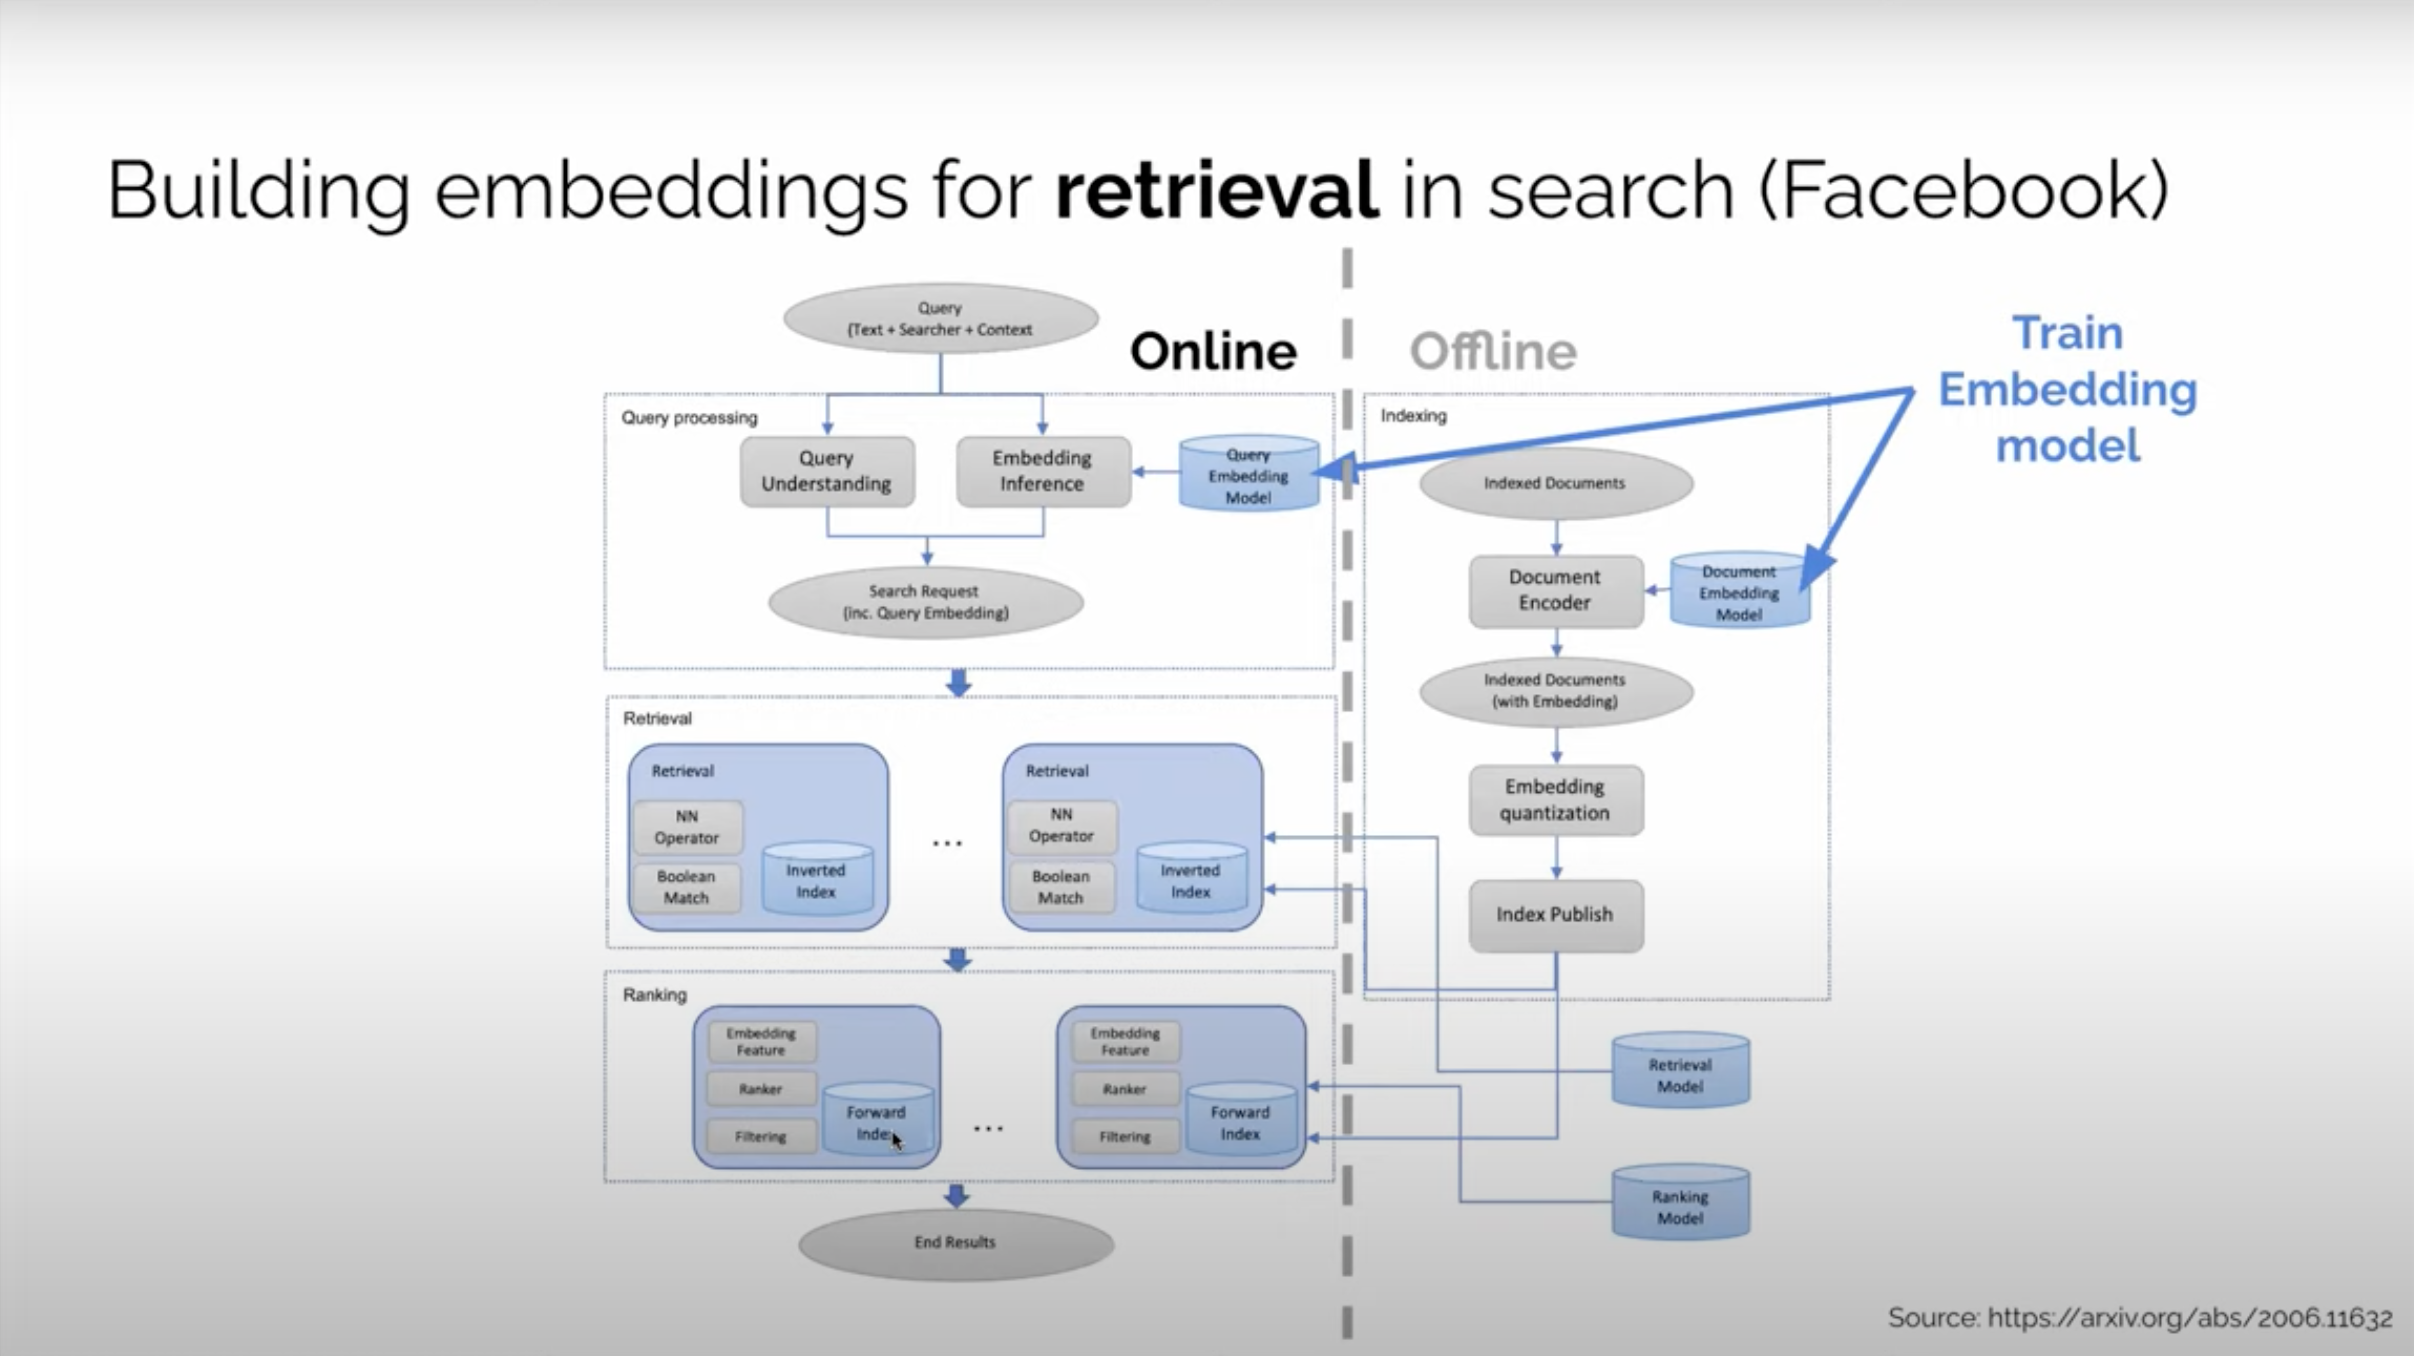 Building embeddings for retrieval in search (Facebook)
Query
(Text + Searcher + Context
Online
Offline
Train
Embedding
model
Query processing
Query
Understanding
Embedding
Inference
Query
Embedding
Model
Search Request
(inc. Query Embedding)
Indexing
Indexed Documents
Document
Encoder
Document
Embedding
Model
Indexed Documents
(with Embedding)
Embedding
quantization
Index Publish
Retrieval
Retrieval
NN
Operator
Boolean
Match
Inverted
Index
...
Retrieval
NN
Operator
Boolean
Match
Inverted
Index
Ranking
Embedding
Feature
Ranker
Filtering
Forward
Index
...
Embedding
Feature
Ranker
Filtering
Forward
Index
Retrieval
Model
Ranking
Model
End Results
Source: https://arxiv.org/abs/2006.11632